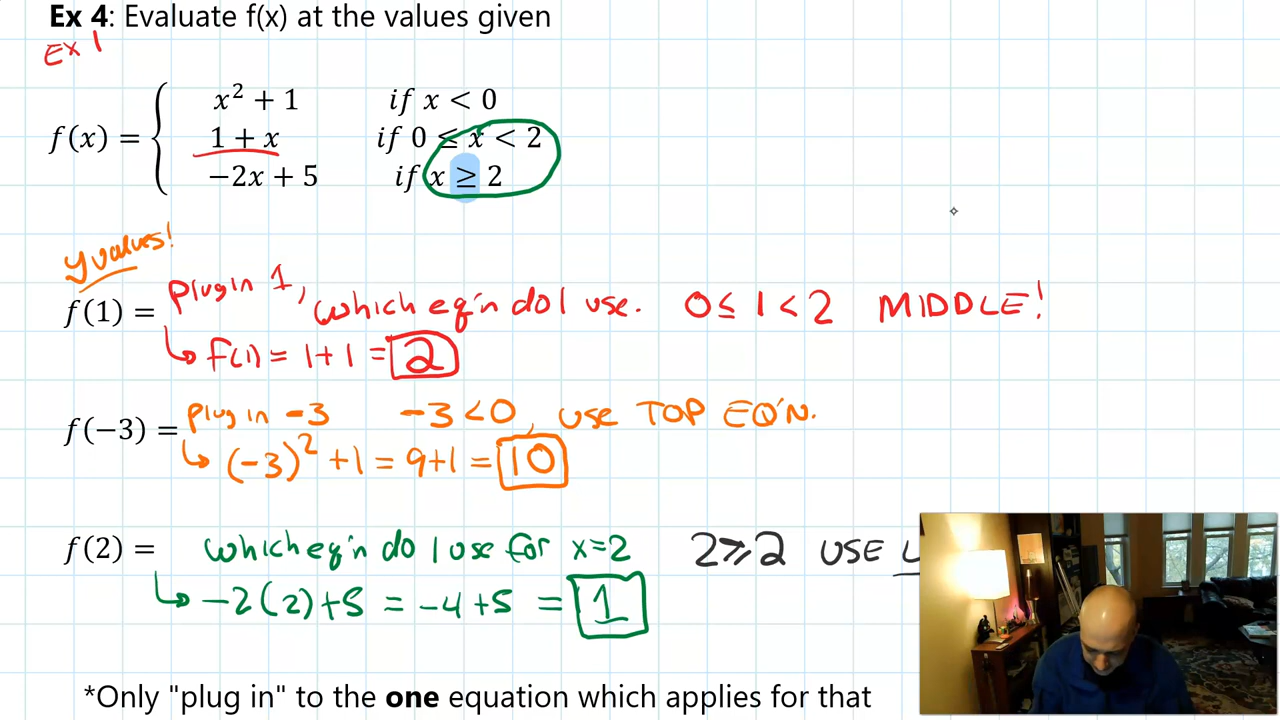 Ex 4: Evaluate f(x) at the values given
Ex 1
x² + 1 if x < 0
f(x) = { 1 + x if 0 ≤ x < 2
-2x + 5 if x ≥ 2
y values!
f(1) = plug in 1, which eq'n do I use. 0 ≤ 1 < 2 MIDDLE!
f(1) = 1 + 1 = 2
f(−3) = plug in -3 -3 < 0, use TOP EQ'N.
(-3)² + 1 = 9+1 = 10
f(2) = which eq'n do I use for x=2 2 ≥ 2 USE
-2(2)+5 = -4+5 = 1
*Only "plug in" to the one equation which applies for that